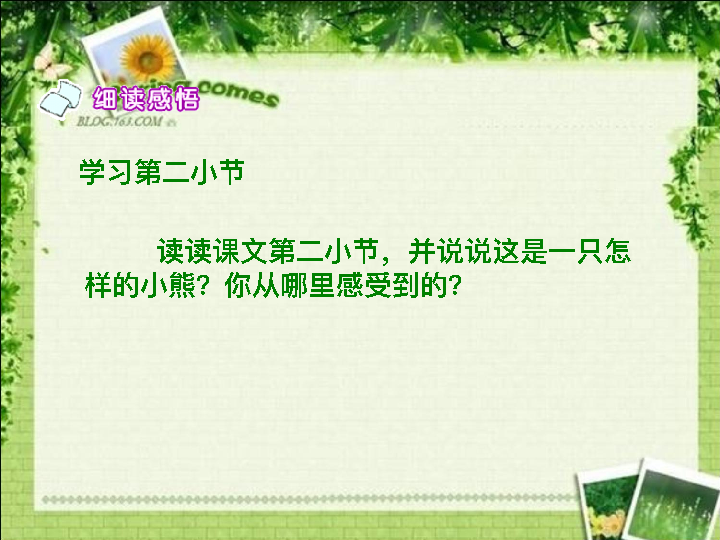 comes
细读感悟
BLOG.163.COM
学习第二小节
读读课文第二小节，并说说这是一只怎
样的小熊？你从哪里感受到的？